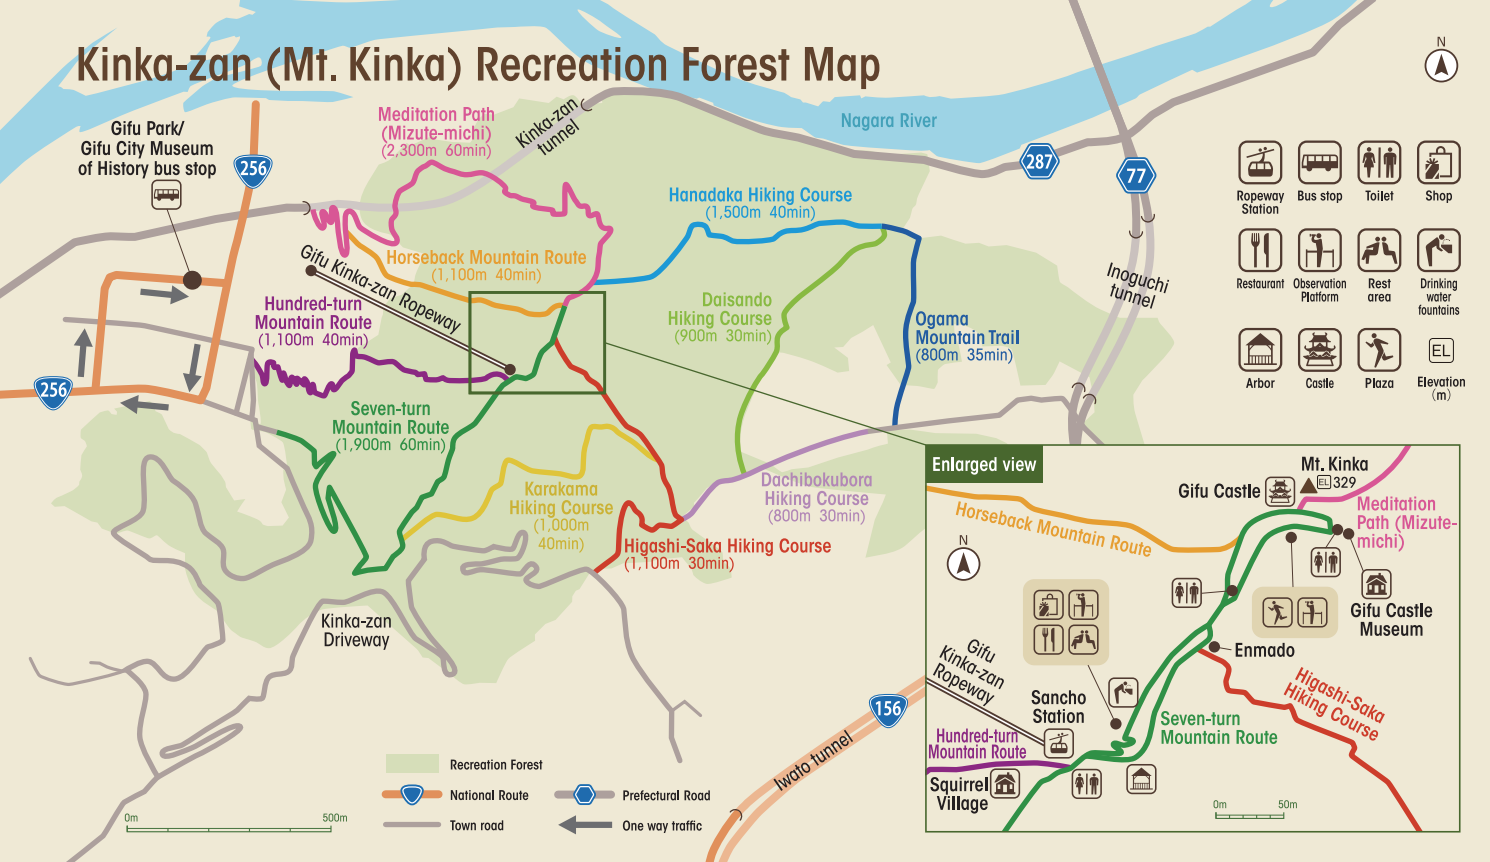 Kinka-zan (Mt. Kinka) Recreation Forest Map
N
Gifu Park/
Gifu City Museum
of History bus stop
256
Meditation Path
(Mizute-michi)
(2,300m 60min)
Kinka-zan
tunnel
Nagara River
287
77
Hanadaka Hiking Course
(1,500m 40min)
Horseback Mountain Route
(1,100m 40min)
Gifu Kinka-zan Ropeway
Hundred-turn
Mountain Route
(1,100m 40min)
Daisando
Hiking Course
(900m 30min)
Ogama
Mountain Trail
(800m 35min)
Inoguchi
tunnel
256
Seven-turn
Mountain Route
(1,900m 60min)
Karakama
Hiking Course
(1,000m
40min)
Dachibokubora
Hiking Course
(800m 30min)
Higashi-Saka Hiking Course
(1,100m 30min)
Kinka-zan
Driveway
156
Iwato tunnel
Ropeway
Station
Bus stop
Toilet
Shop
Restaurant
Observation
Platform
Rest
area
Drinking
water
fountains
Arbor
Castle
Plaza
EL
Elevation
(m)
Recreation Forest
National Route
Prefectural Road
Town road
One way traffic
0m
500m
Enlarged view
N
Mt. Kinka
EL 329
Gifu Castle
Meditation
Path (Mizute-
michi)
Horseback Mountain Route
Gifu Castle
Museum
Enmado
Gifu
Kinka-zan
Ropeway
Sancho
Station
Higashi-Saka
Hiking Course
Seven-turn
Mountain Route
Hundred-turn
Mountain Route
Squirrel
Village
0m
50m